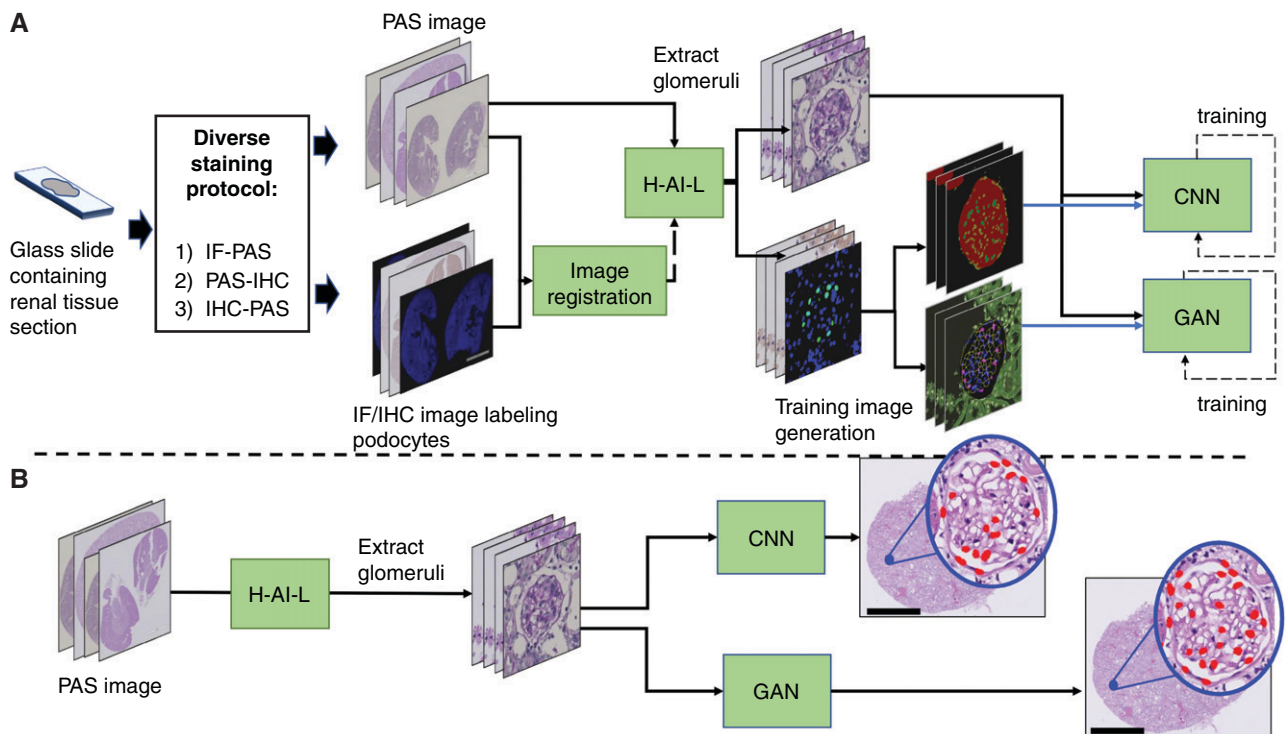 A
PAS image
Extract
glomeruli
Diverse
staining
protocol:
1) IF-PAS
2) PAS-IHC
3) IHC-PAS
Glass slide
containing
renal tissue
section
H-AI-L
Image
registration
IF/IHC image labeling
podocytes
Training image
generation
training
CNN
GAN
training
B
PAS image
H-AI-L
Extract
glomeruli
CNN
GAN